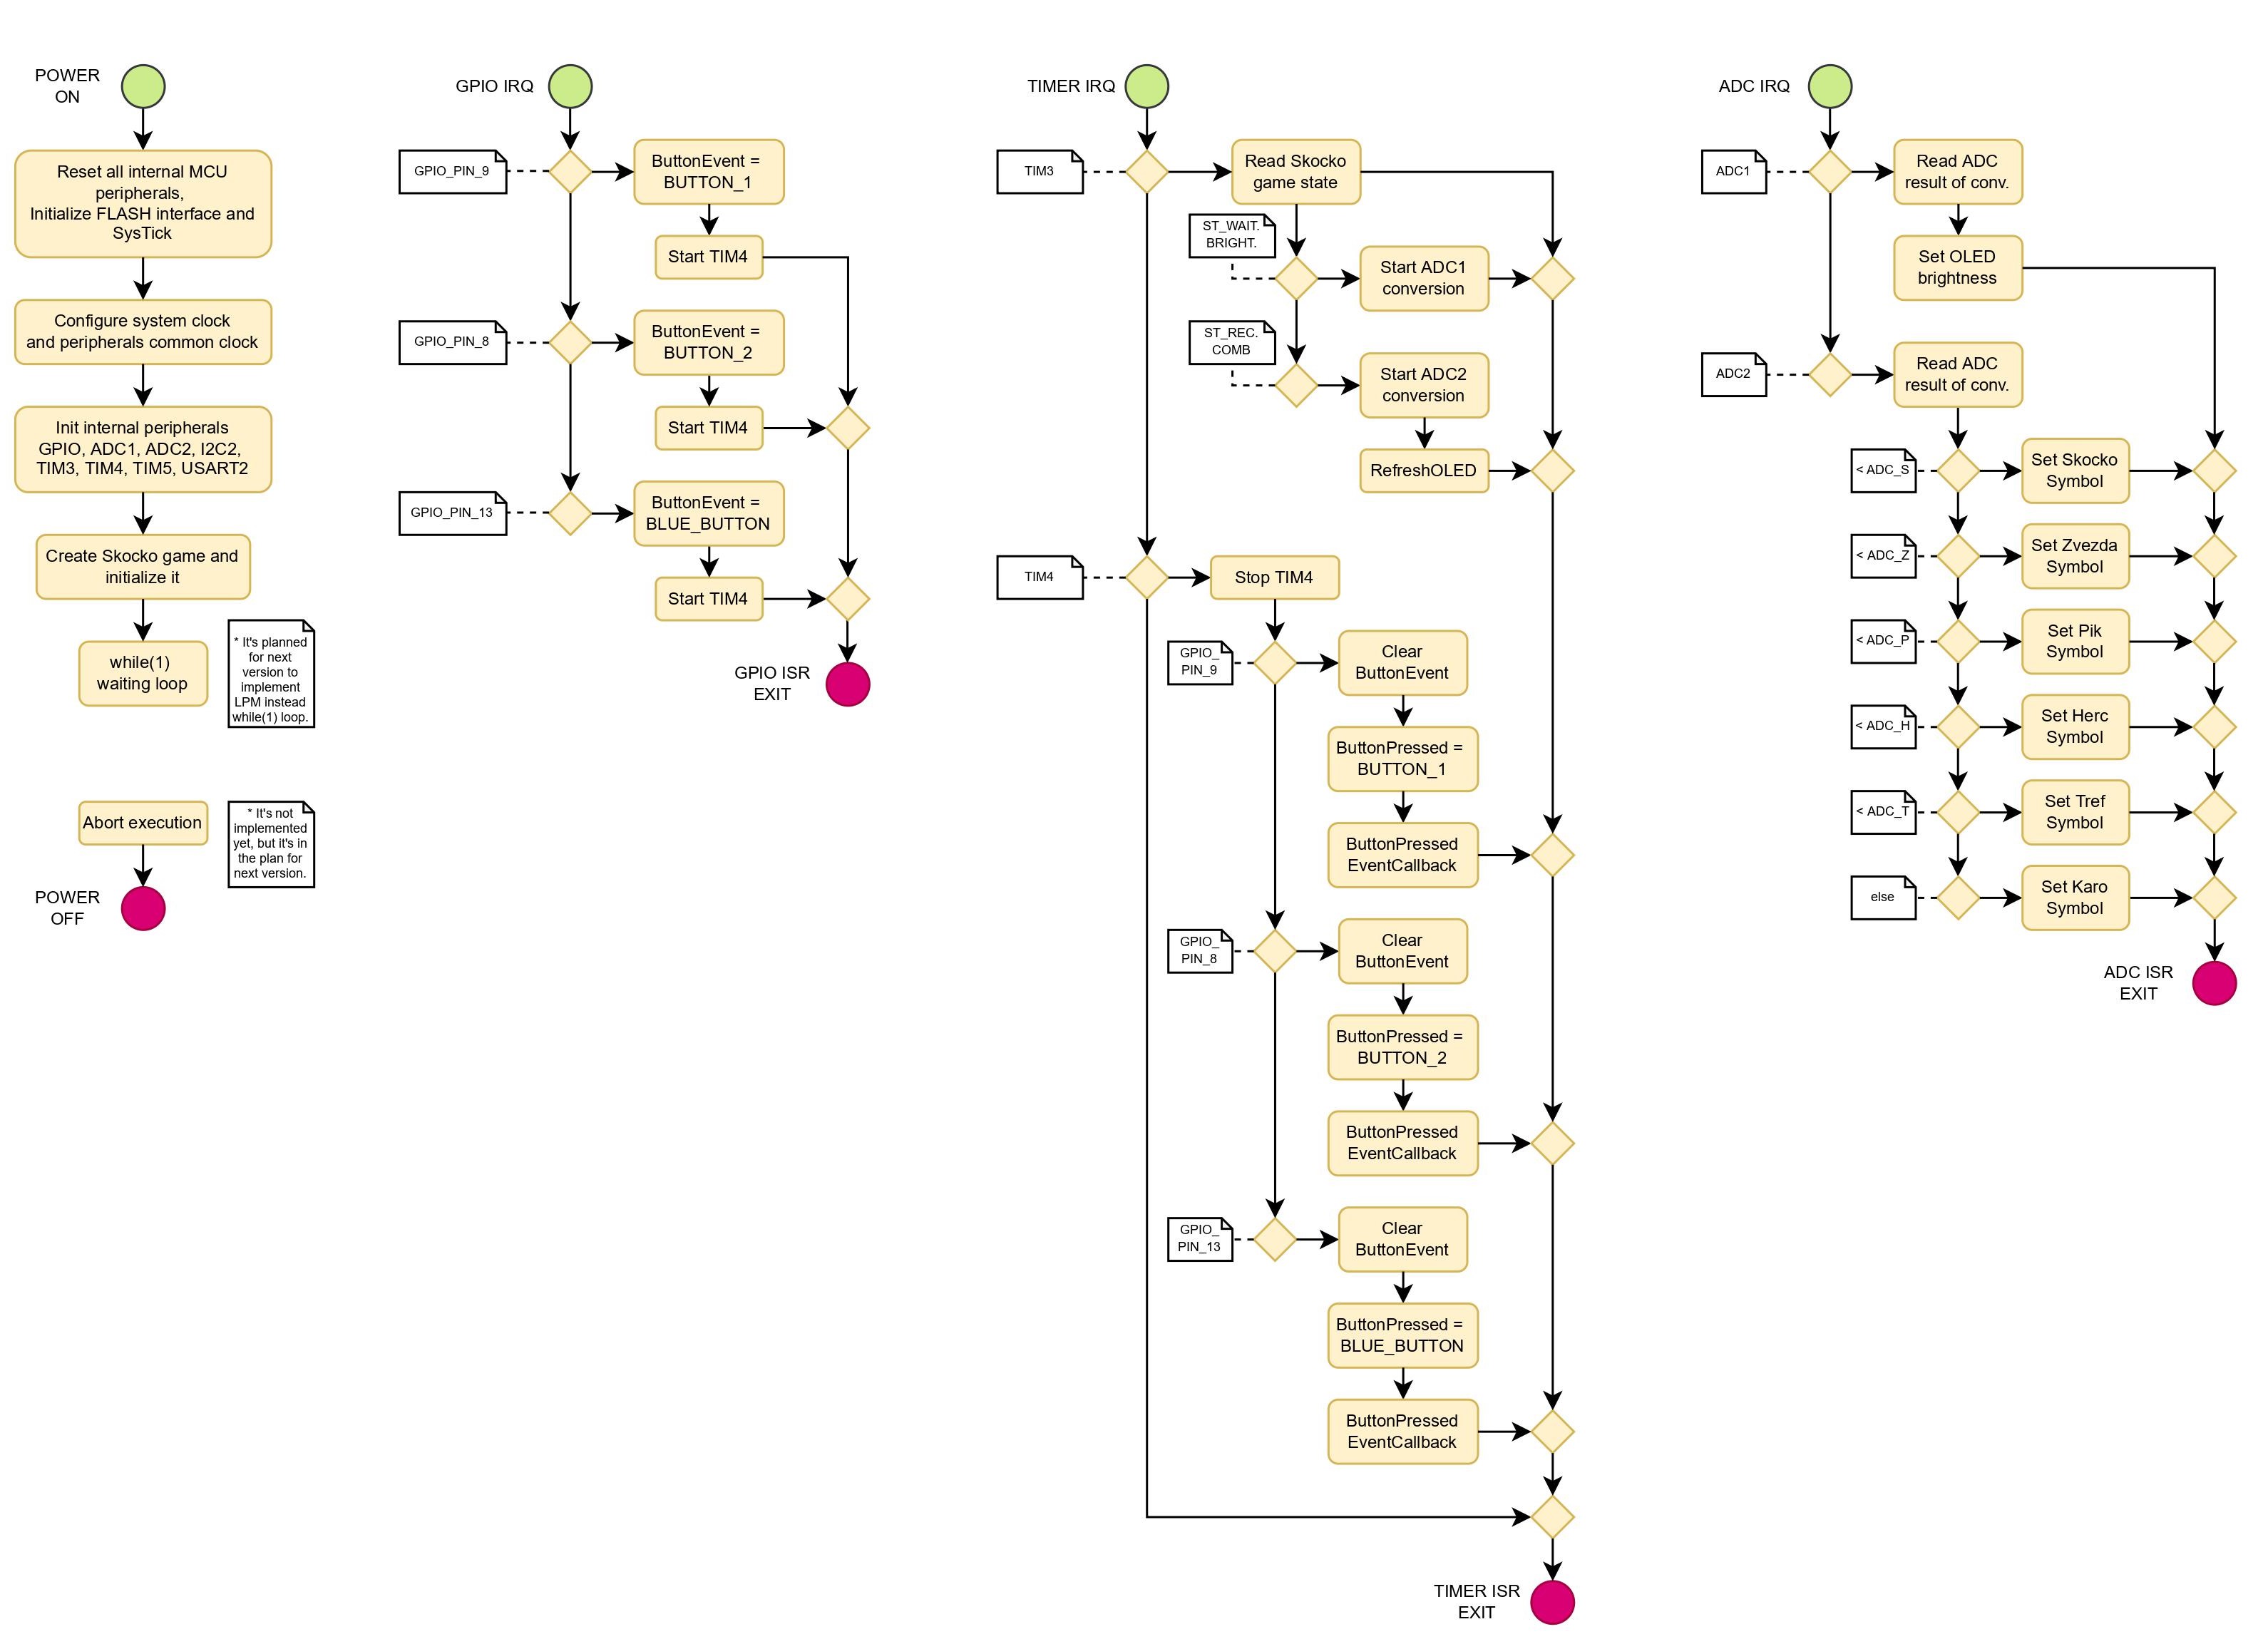 POWER
ON
Reset all internal MCU
peripherals,
Initialize FLASH interface and
SysTick
Configure system clock
and peripherals common clock
Init internal peripherals
GPIO, ADC1, ADC2, I2C2,
TIM3, TIM4, TIM5, USART2
Create Skocko game and
initialize it
while(1)
waiting loop
* It's planned
for next
version to
implement
LPM instead
while(1) loop.
Abort execution
* It's not
implemented
yet, but it's in
the plan for
next version.
POWER
OFF
GPIO IRQ
GPIO_PIN_9
ButtonEvent =
BUTTON_1
Start TIM4
GPIO_PIN_8
ButtonEvent =
BUTTON_2
Start TIM4
GPIO_PIN_13
ButtonEvent =
BLUE_BUTTON
Start TIM4
GPIO ISR
EXIT
TIMER IRQ
TIM3
Read Skocko
game state
ST_WAIT.
BRIGHT.
Start ADC1
conversion
ST_REC.
COMB
Start ADC2
conversion
RefreshOLED
TIM4
Stop TIM4
GPIO_
PIN_9
Clear
ButtonEvent
ButtonPressed =
BUTTON_1
ButtonPressed
EventCallback
GPIO_
PIN_8
Clear
ButtonEvent
ButtonPressed =
BUTTON_2
ButtonPressed
EventCallback
GPIO_
PIN_13
Clear
ButtonEvent
ButtonPressed =
BLUE_BUTTON
ButtonPressed
EventCallback
TIMER ISR
EXIT
ADC IRQ
ADC1
Read ADC
result of conv.
Set OLED
brightness
ADC2
Read ADC
result of conv.
< ADC_S
Set Skocko
Symbol
< ADC_Z
Set Zvezda
Symbol
< ADC_P
Set Pik
Symbol
< ADC_H
Set Herc
Symbol
< ADC_T
Set Tref
Symbol
else
Set Karo
Symbol
ADC ISR
EXIT